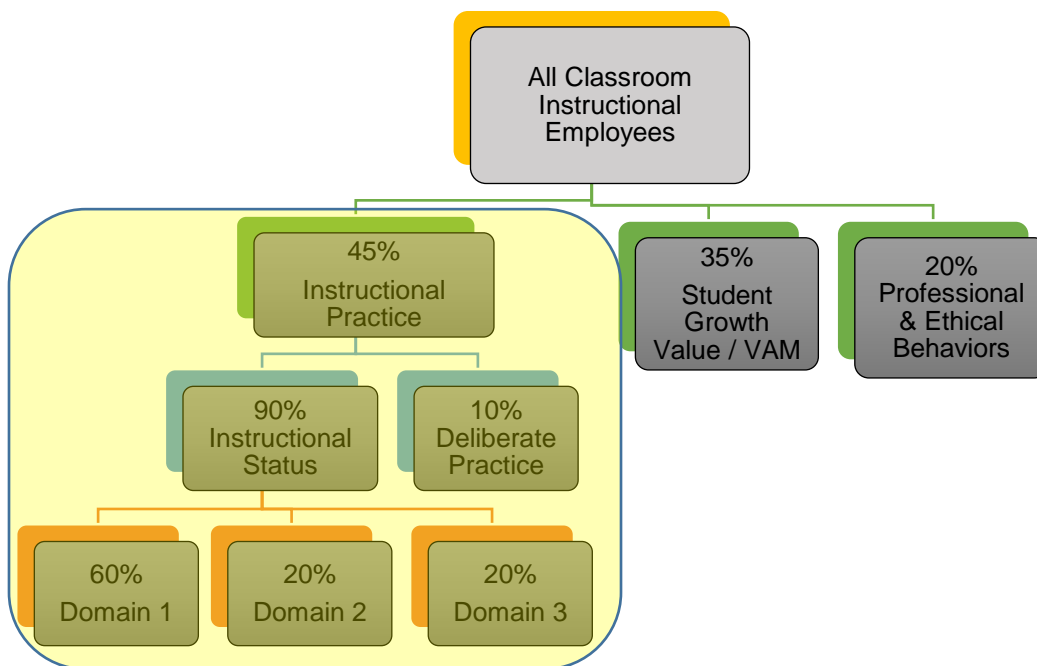 All Classroom
Instructional
Employees
45%
Instructional
Practice
35%
Student
Growth
Value / VAM
20%
Professional
& Ethical
Behaviors
90%
Instructional
Status
10%
Deliberate
Practice
60%
Domain 1
20%
Domain 2
20%
Domain 3